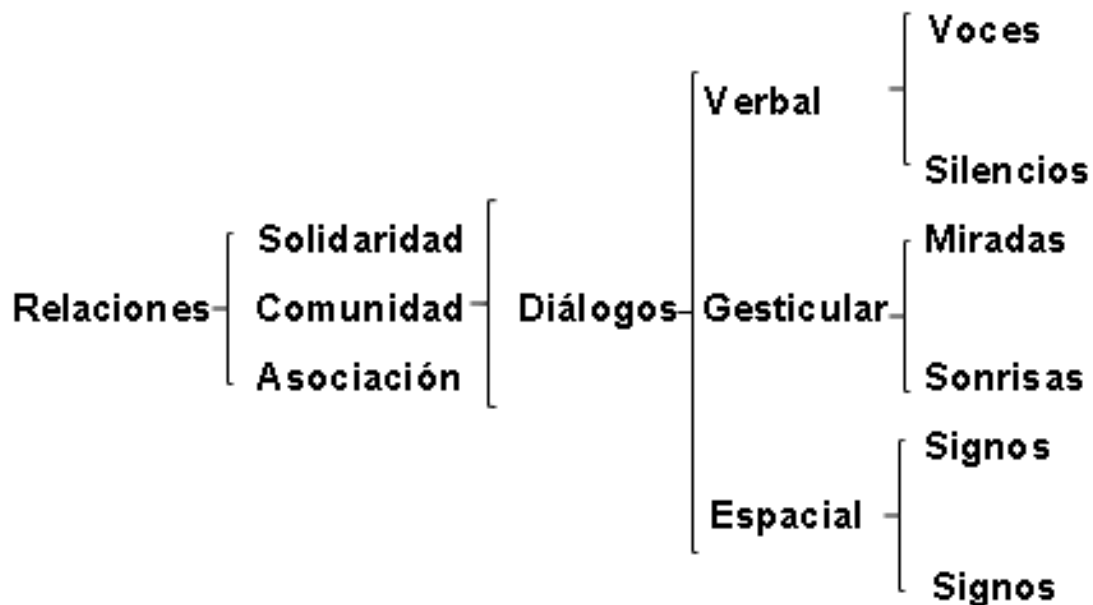 Voces
Verbal
Silencios
Solidaridad
Miradas
Relaciones
Comunidad
Diálogos
Gesticular
Asociación
Sonrisas
Signos
Espacial
Signos